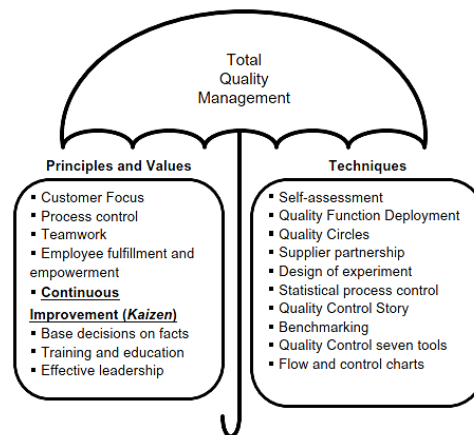 Total
Quality
Management
Principles and Values
▪ Customer Focus
▪ Process control
▪ Teamwork
▪ Employee fulfillment and
empowerment
▪ Continuous
Improvement (Kaizen)
▪ Base decisions on facts
▪ Training and education
▪ Effective leadership
Techniques
▪ Self-assessment
▪ Quality Function Deployment
▪ Quality Circles
▪ Supplier partnership
▪ Design of experiment
▪ Statistical process control
▪ Quality Control Story
▪ Benchmarking
▪ Quality Control seven tools
▪ Flow and control charts